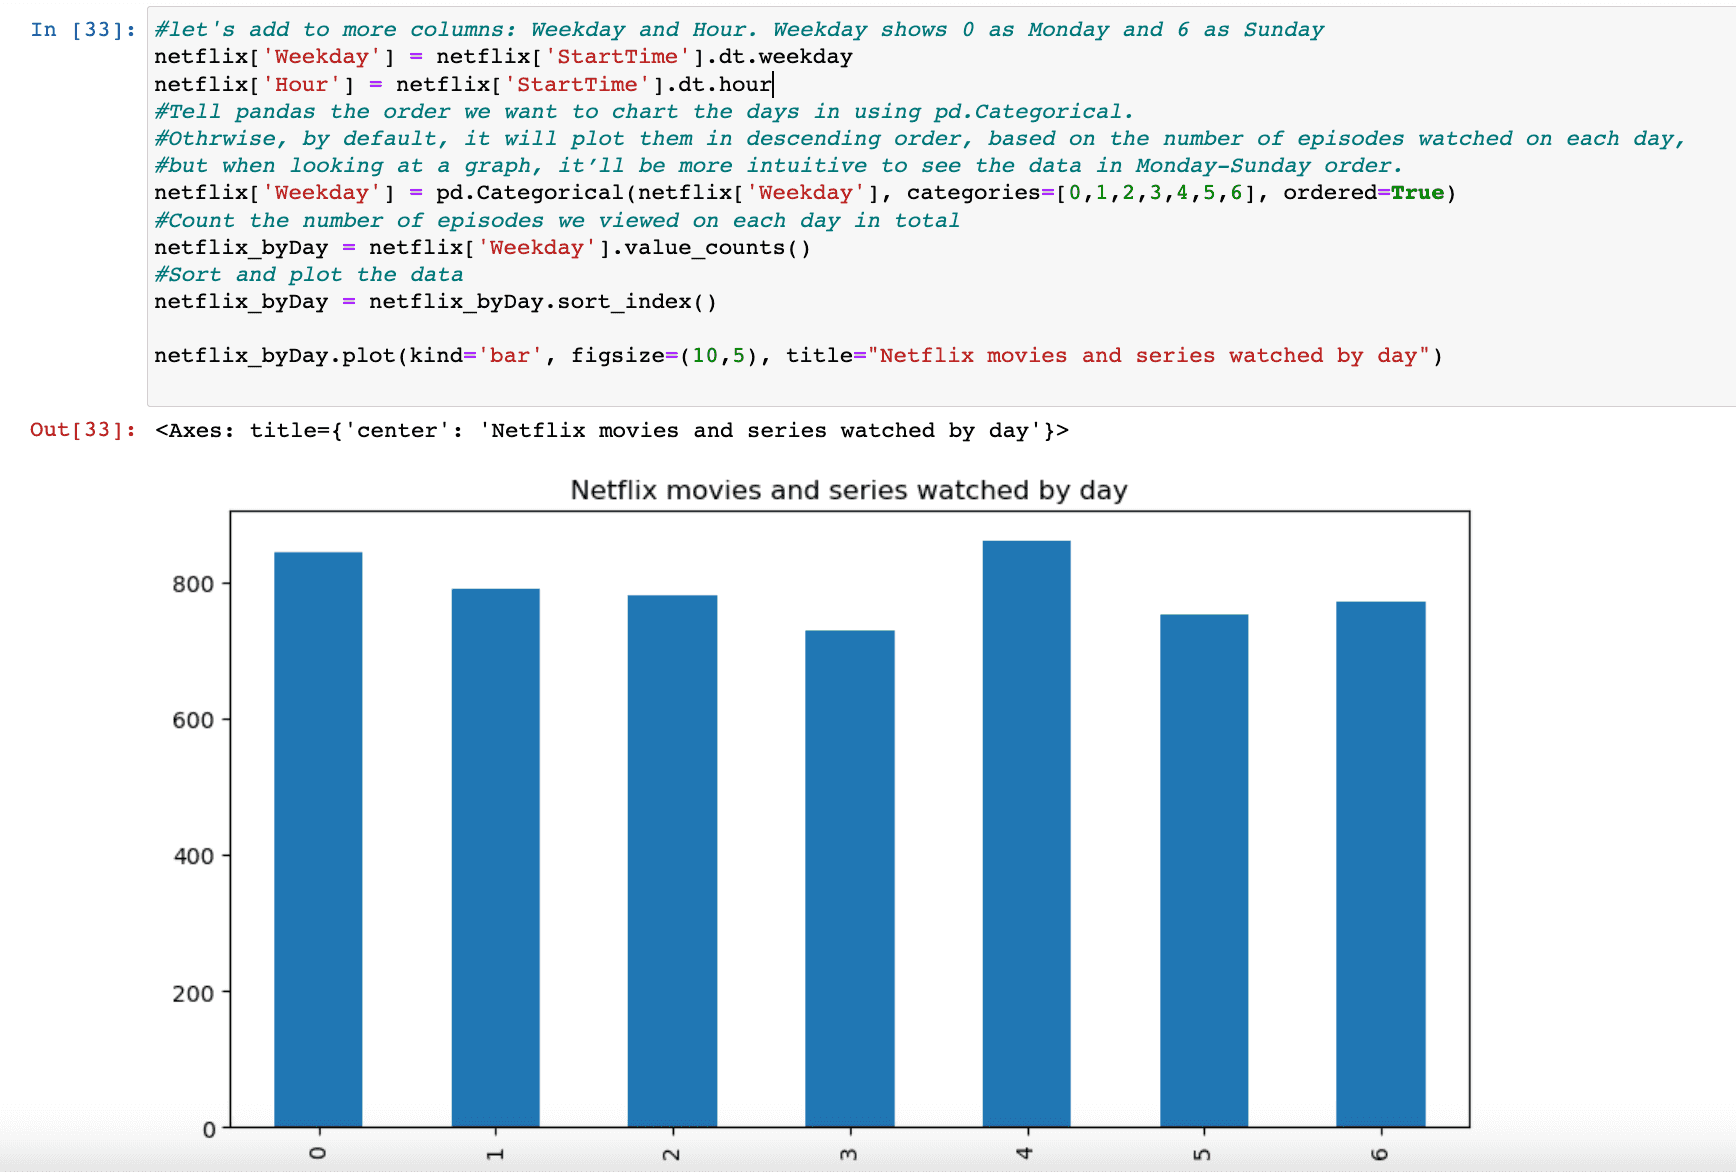 In [33]: #let's add to more columns: Weekday and Hour. Weekday shows 0 as Monday and 6 as Sunday
netflix['Weekday'] = netflix['StartTime'].dt.weekday
netflix['Hour'] = netflix['StartTime'].dt.hour
#Tell pandas the order we want to chart the days in using pd.Categorical.
#Othrwise, by default, it will plot them in descending order, based on the number of episodes watched on each day,
#but when looking at a graph, it’ll be more intuitive to see the data in Monday-Sunday order.
netflix['Weekday'] = pd.Categorical(netflix['Weekday'], categories=[0,1,2,3,4,5,6], ordered=True)
#Count the number of episodes we viewed on each day in total
netflix_byDay = netflix['Weekday'].value_counts()
#Sort and plot the data
netflix_byDay = netflix_byDay.sort_index()
netflix_byDay.plot(kind='bar', figsize=(10,5), title="Netflix movies and series watched by day")
Out[33]: <Axes: title={'center': 'Netflix movies and series watched by day'}>
Netflix movies and series watched by day
800
600
400
200
0
0 1 2 3 4 5 6